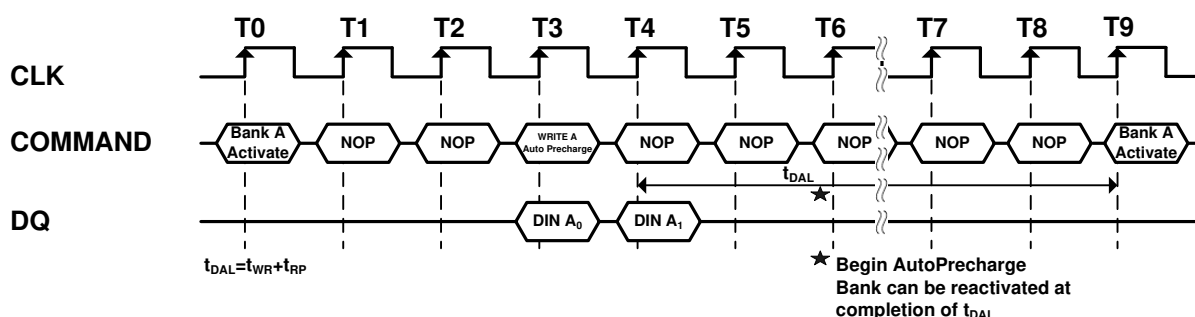 T0 T1 T2 T3 T4 T5 T6 T7 T8 T9
CLK
COMMAND
Bank A
Activate
NOP
NOP
WRITE A
Auto Precharge
NOP
NOP
NOP
NOP
NOP
Bank A
Activate
tDAL
DQ
DIN A0
DIN A1
tDAL=tWR+tRP
Begin AutoPrecharge
Bank can be reactivated at
completion of tDAL